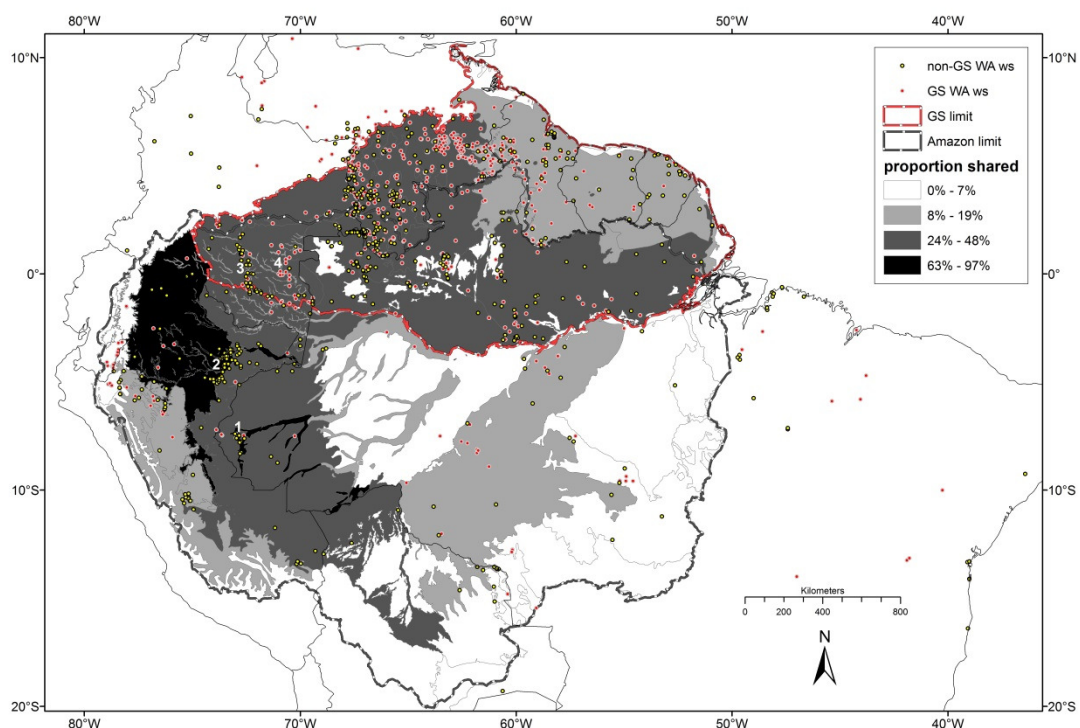 80°W 70°W 60°W 50°W 40°W
10°N
0°
10°S
20°S
10°N
0°
10°S
20°S
non-GS WA ws
GS WA ws
GS limit
Amazon limit
proportion shared
0% - 7%
8% - 19%
24% - 48%
63% - 97%
3
4
2
1
Kilometers
0 200 400 600 800
N
80°W 70°W 60°W 50°W 40°W